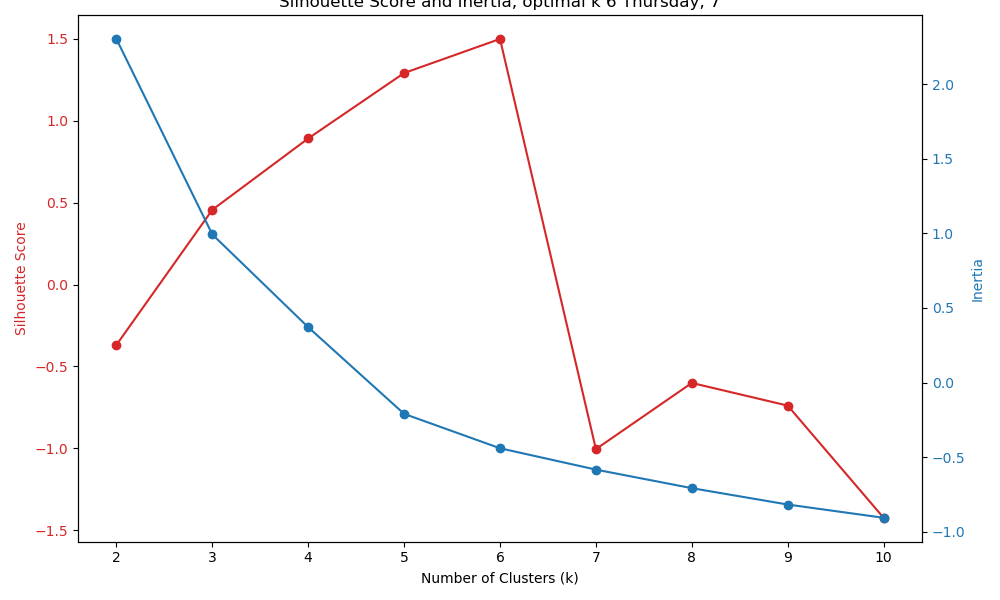 Silhouette Score and Inertia, optimal k 6 Thursday, 7
1.5
1.0
0.5
0.0
−0.5
−1.0
−1.5
Silhouette Score
2.0
1.5
1.0
0.5
0.0
−0.5
−1.0
Inertia
2 3 4 5 6 7 8 9 10
Number of Clusters (k)